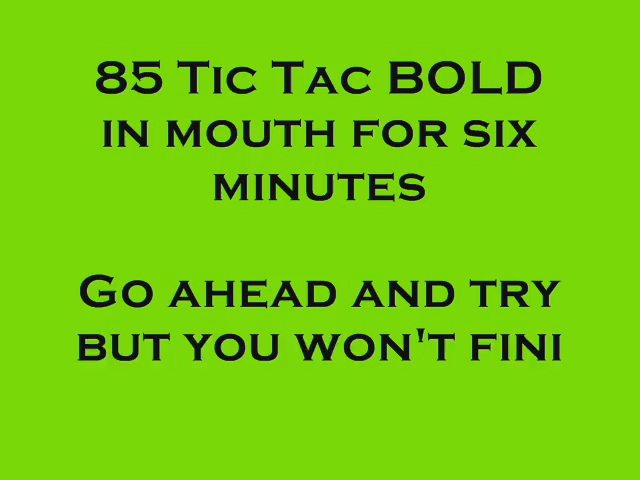 85 Tic Tac BOLD
in mouth for six
minutes
Go ahead and try
but you won't fini